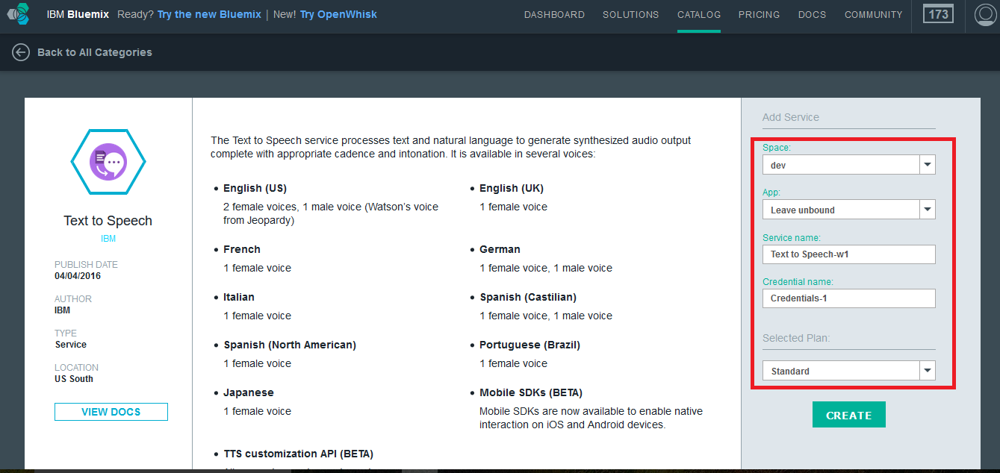 IBM Bluemix Ready? Try the new Bluemix | New! Try OpenWhisk
DASHBOARD SOLUTIONS CATALOG PRICING DOCS COMMUNITY 173
Back to All Categories
Text to Speech
IBM
PUBLISH DATE
04/04/2016
AUTHOR
IBM
TYPE
Service
LOCATION
US South
VIEW DOCS
The Text to Speech service processes text and natural language to generate synthesized audio output
complete with appropriate cadence and intonation. It is available in several voices:
• English (US)
2 female voices, 1 male voice (Watson's voice
from Jeopardy)
• English (UK)
1 female voice
• French
1 female voice
• German
1 female voice, 1 male voice
• Italian
1 female voice
• Spanish (Castilian)
1 female voice, 1 male voice
• Spanish (North American)
1 female voice
• Portuguese (Brazil)
1 female voice
• Japanese
1 female voice
• Mobile SDKs (BETA)
Mobile SDKs are now available to enable native
interaction on iOS and Android devices.
• TTS customization API (BETA)
Add Service
Space:
dev
App:
Leave unbound
Service name:
Text to Speech-w1
Credential name:
Credentials-1
Selected Plan:
Standard
CREATE